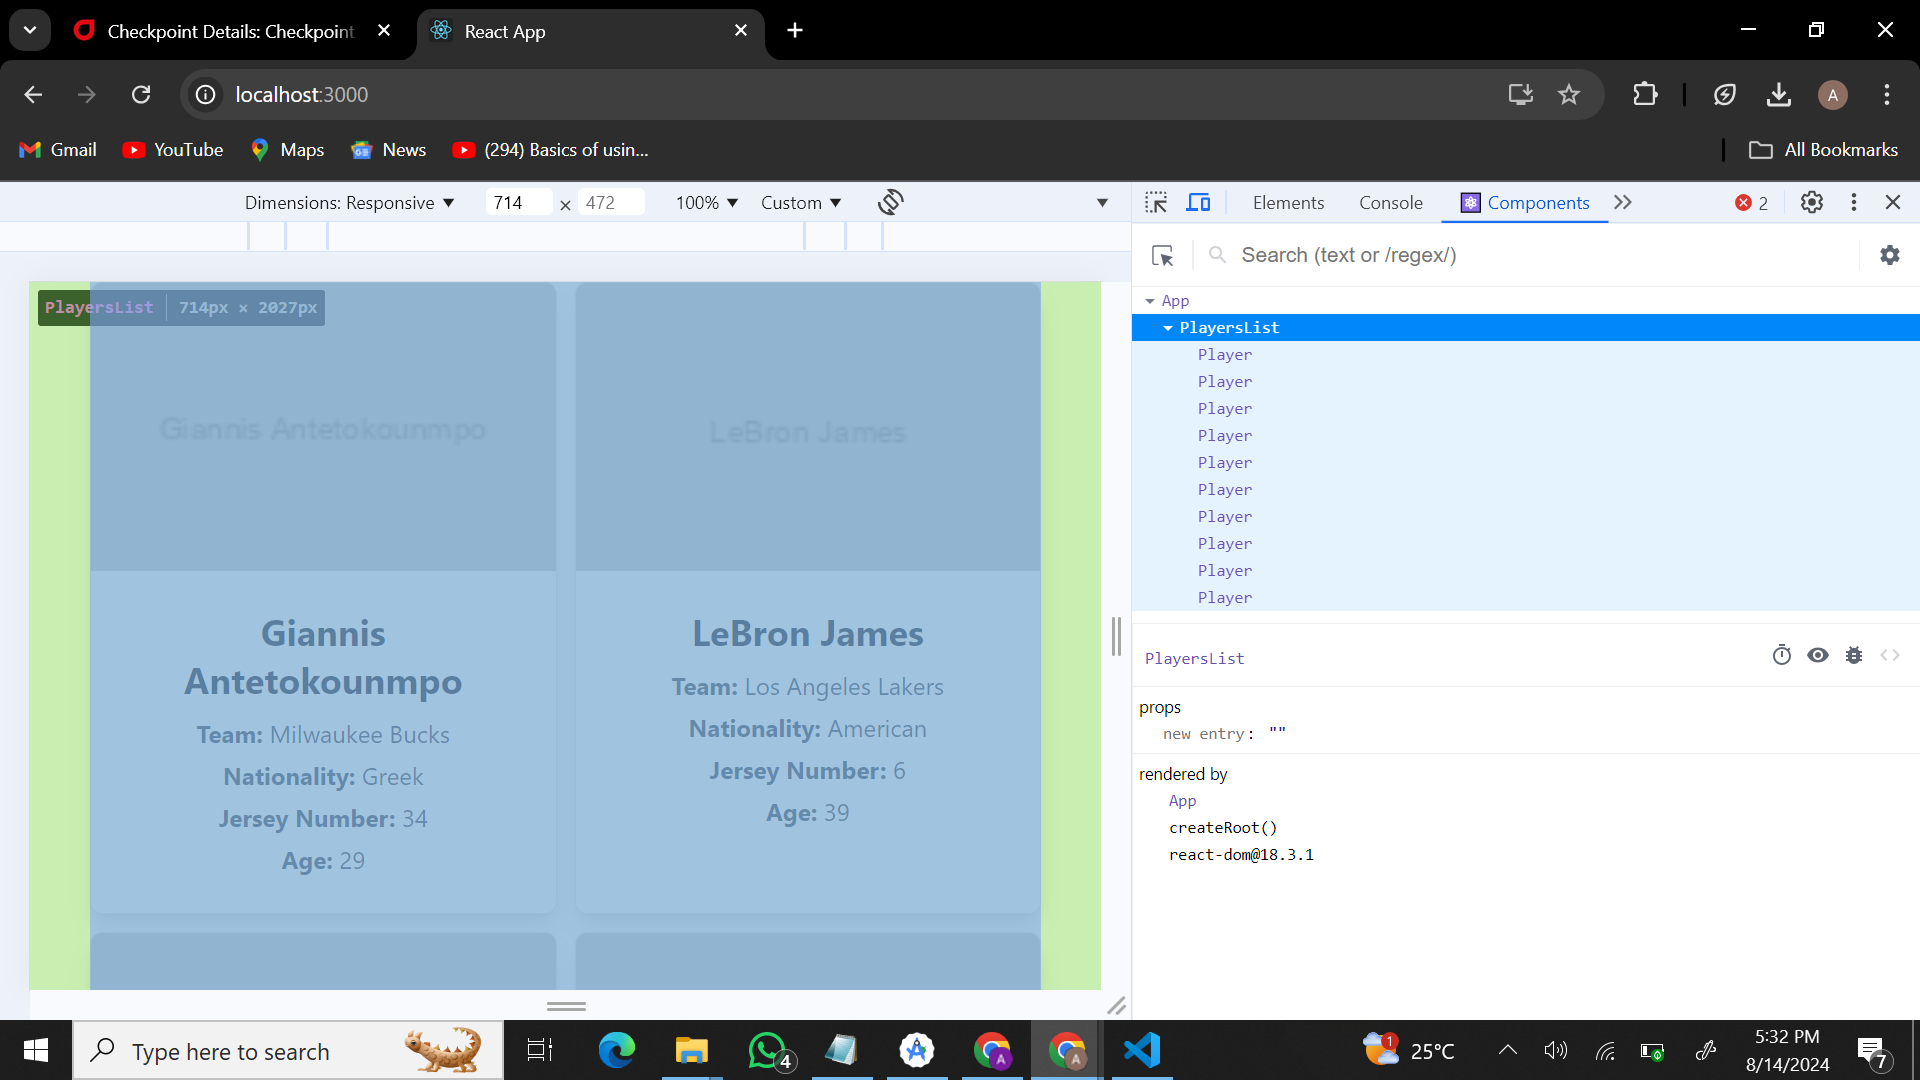 Checkpoint Details: Checkpoint
React App
localhost:3000
A
Gmail
YouTube
Maps
News
(294) Basics of usin...
All Bookmarks
Dimensions: Responsive
714
×
472
100%
Custom
Elements
Console
Components
2
Search (text or /regex/)
PlayersList
714px × 2027px
Giannis Antetokounmpo
LeBron James
Giannis
Antetokounmpo
Team: Milwaukee Bucks
Nationality: Greek
Jersey Number: 34
Age: 29
LeBron James
Team: Los Angeles Lakers
Nationality: American
Jersey Number: 6
Age: 39
App
PlayersList
Player
Player
Player
Player
Player
Player
Player
Player
Player
Player
PlayersList
props
new entry: ""
rendered by
App
createRoot()
react-dom@18.3.1
Type here to search
4
A
A
1
25°C
5:32 PM
8/14/2024
7